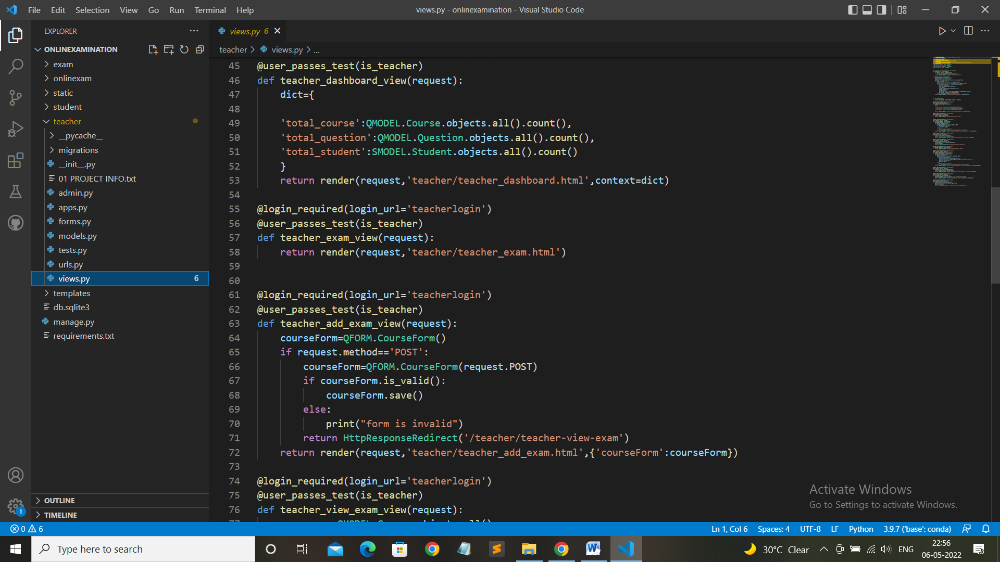 File Edit Selection View Go Run Terminal Help
views.py - onlinexamination - Visual Studio Code
EXPLORER
ONLINEXAMINATION
exam
onlinexam
static
student
teacher
__pycache__
migrations
__init__.py
01 PROJECT INFO.txt
admin.py
apps.py
forms.py
models.py
tests.py
urls.py
views.py 6
templates
db.sqlite3
manage.py
requirements.txt
OUTLINE
TIMELINE
views.py 6
teacher > views.py > ...
45 @user_passes_test(is_teacher)
46 def teacher_dashboard_view(request):
47     dict={
48
49     'total_course':QMODEL.Course.objects.all().count(),
50     'total_question':QMODEL.Question.objects.all().count(),
51     'total_student':SMODEL.Student.objects.all().count()
52     }
53     return render(request,'teacher/teacher_dashboard.html',context=dict)
54
55 @login_required(login_url='teacherlogin')
56 @user_passes_test(is_teacher)
57 def teacher_exam_view(request):
58     return render(request,'teacher/teacher_exam.html')
59
60
61 @login_required(login_url='teacherlogin')
62 @user_passes_test(is_teacher)
63 def teacher_add_exam_view(request):
64     courseForm=QFORM.CourseForm()
65     if request.method=='POST':
66         courseForm=QFORM.CourseForm(request.POST)
67         if courseForm.is_valid():
68             courseForm.save()
69         else:
70             print("form is invalid")
71         return HttpResponseRedirect('/teacher/teacher-view-exam')
72     return render(request,'teacher/teacher_add_exam.html',{'courseForm':courseForm})
73
74 @login_required(login_url='teacherlogin')
75 @user_passes_test(is_teacher)
76 def teacher_view_exam_view(request):
Activate Windows
Go to Settings to activate Windows.
1
0 6
Ln 1, Col 6 Spaces: 4 UTF-8 LF Python 3.9.7 ('base': conda)
Type here to search
30°C Clear
ENG
22:56
06-05-2022